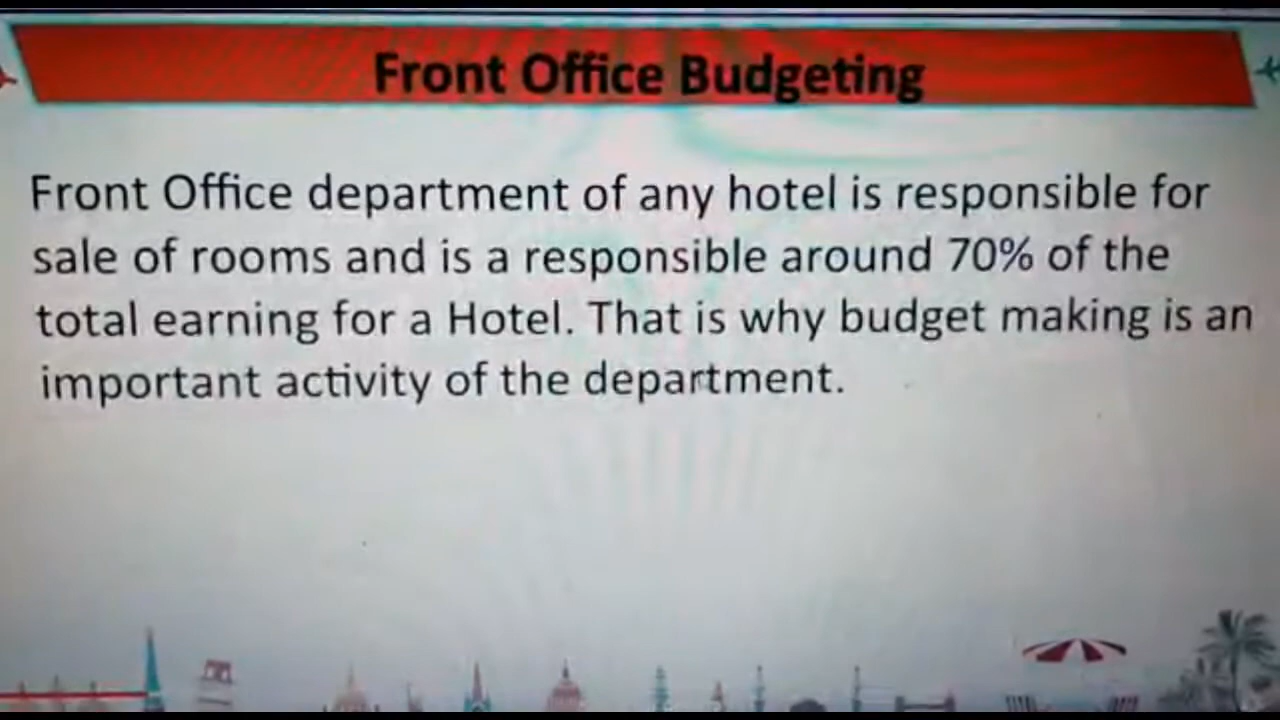 Front Office Budgeting
Front Office department of any hotel is responsible for
sale of rooms and is a responsible around 70% of the
total earning for a Hotel. That is why budget making is an
important activity of the department.